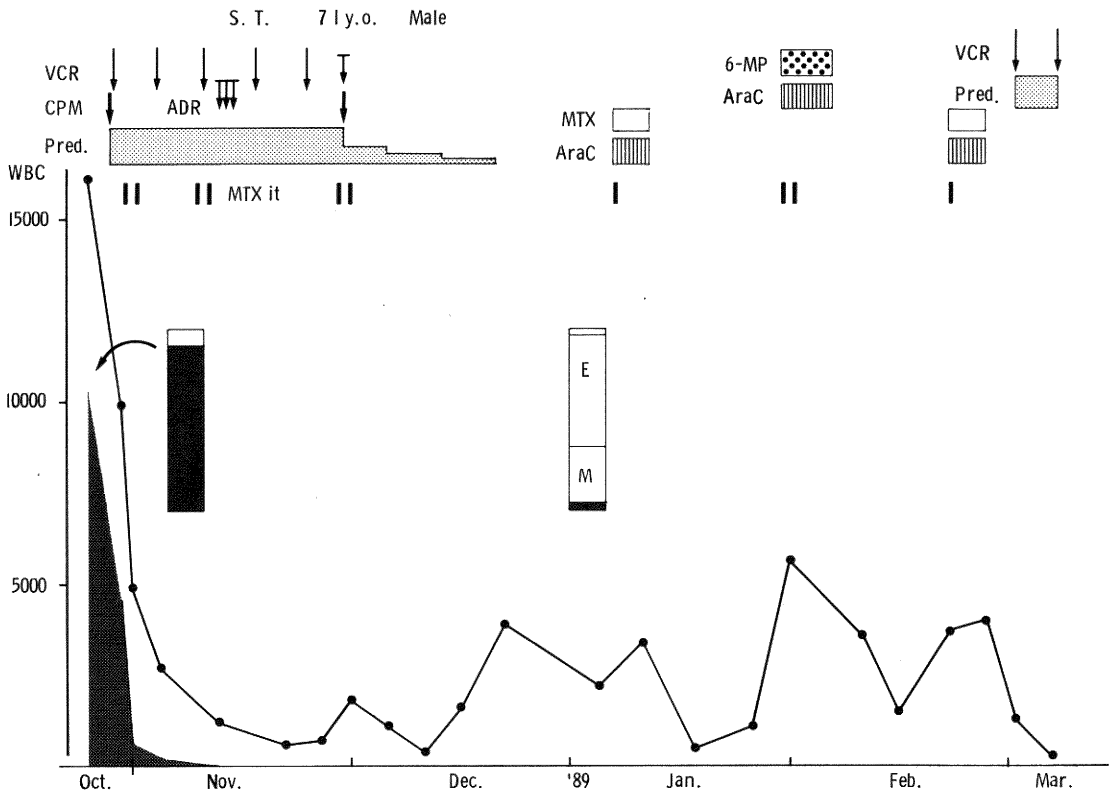 S. T. 71 y.o. Male
VCR
CPM ADR
Pred.
6-MP
AraC
VCR
Pred.
MTX
AraC
WBC
MTX it
15000
10000
5000
E
M
Oct. Nov. Dec. '89 Jan. Feb. Mar.